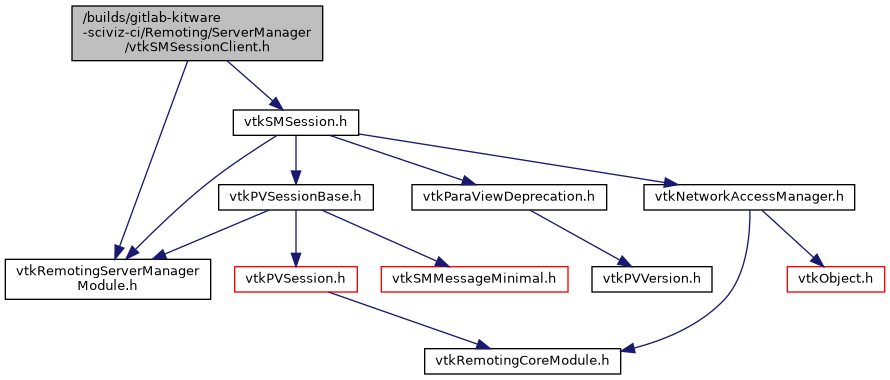 /builds/gitlab-kitware
-sciviz-ci/Remoting/ServerManager
/vtkSMSessionClient.h
vtkSMSession.h
vtkPVSessionBase.h
vtkParaViewDeprecation.h
vtkNetworkAccessManager.h
vtkRemotingServerManager
Module.h
vtkPVSession.h
vtkSMMessageMinimal.h
vtkPVVersion.h
vtkObject.h
vtkRemotingCoreModule.h